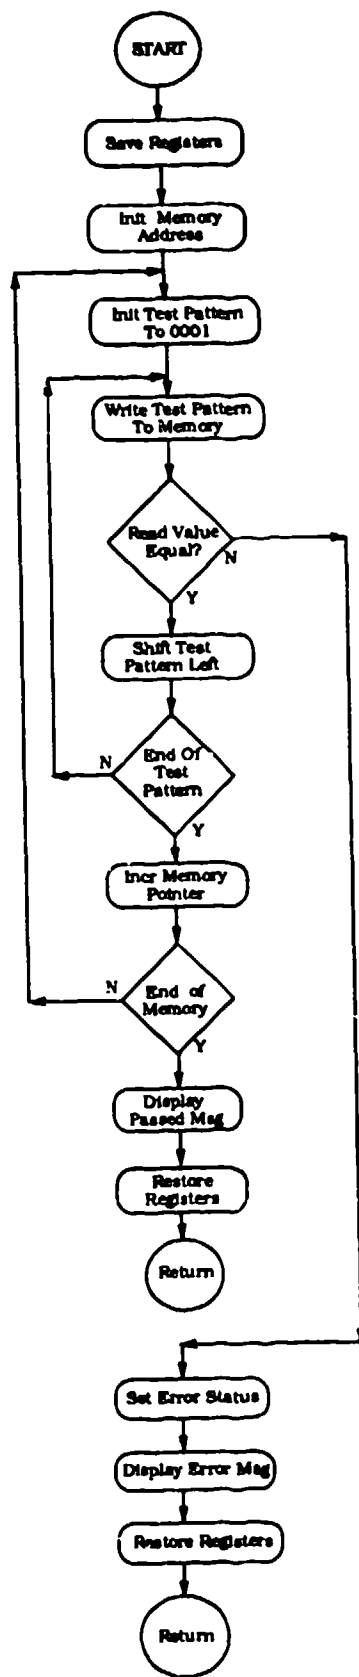 START
Save Registers
Init Memory
Address
Init Test Pattern
To 0001
Write Test Pattern
To Memory
Read Value
Equal?
N
Y
Shift Test
Pattern Left
N
End Of
Test
Pattern
Y
Incr Memory
Pointer
N
End of
Memory
Y
Display
Passed Msg
Restore
Registers
Return
Set Error Status
Display Error Msg
Restore Registers
Return